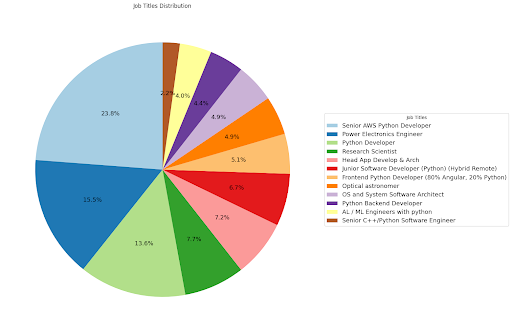 Job Titles Distribution
2.2%
4.0%
4.4%
4.9%
4.9%
5.1%
6.7%
7.2%
7.7%
13.6%
15.5%
23.8%
Job Titles
Senior AWS Python Developer
Power Electronics Engineer
Python Developer
Research Scientist
Head App Develop & Arch
Junior Software Developer (Python) (Hybrid Remote)
Frontend Python Developer (80% Angular, 20% Python)
Optical astronomer
OS and System Software Architect
Python Backend Developer
AL / ML Engineers with python
Senior C++/Python Software Engineer